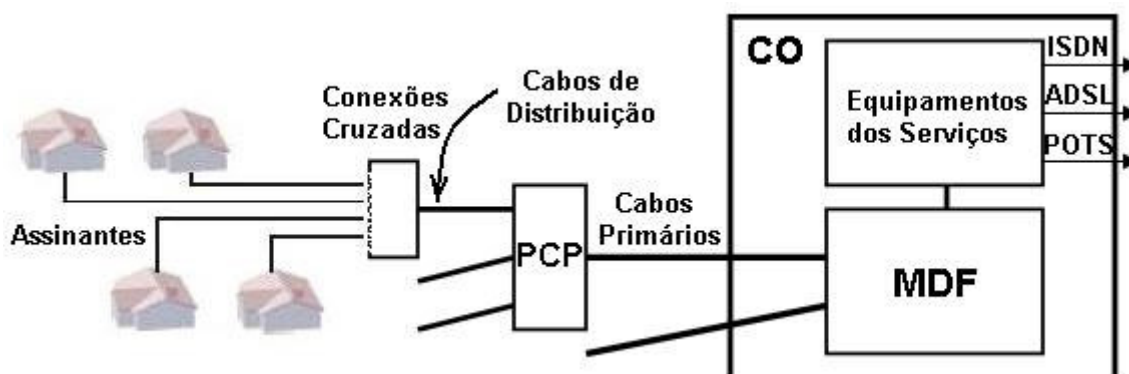 CO
ISDN
ADSL
POTS
Equipamentos
dos Serviços
MDF
Cabos de
Distribuição
Conexões
Cruzadas
Cabos
Primários
PCP
Assinantes